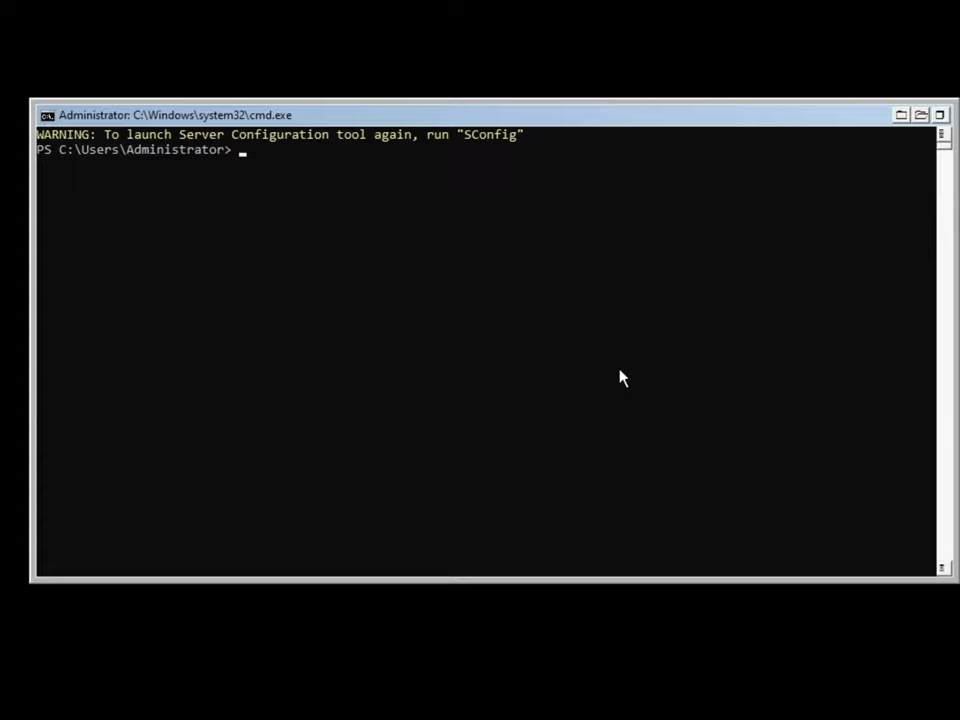 Administrator: C:\Windows\system32\cmd.exe
WARNING: To launch Server Configuration tool again, run "SConfig"
PS C:\Users\Administrator>